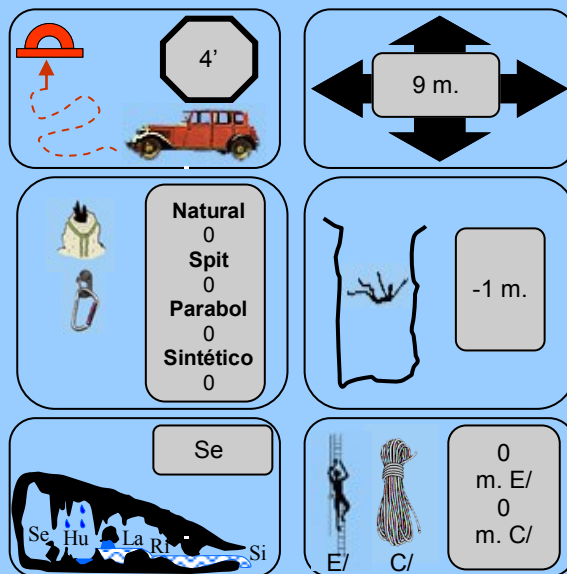 4’
9 m.
Natural
0
Spit
0
Parabol
0
Sintético
0
-1 m.
Se
Se Hu La Ri Si
0
m. E/
0
m. C/
E/ C/